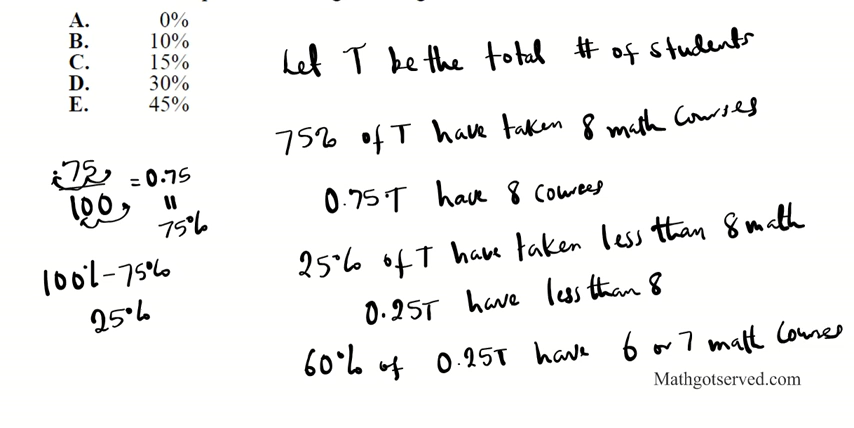 A. 0%
B. 10%
C. 15%
D. 30%
E. 45%
Let T be the total # of students
75% of T have taken 8 math courses
0.75T have 8 courses
25% of T have taken less than 8 math
0.25T have less than 8
60% of 0.25T have 6 or 7 math courses
75
100
= 0.75
"
75%
100% - 75%
25%
Mathgotserved.com